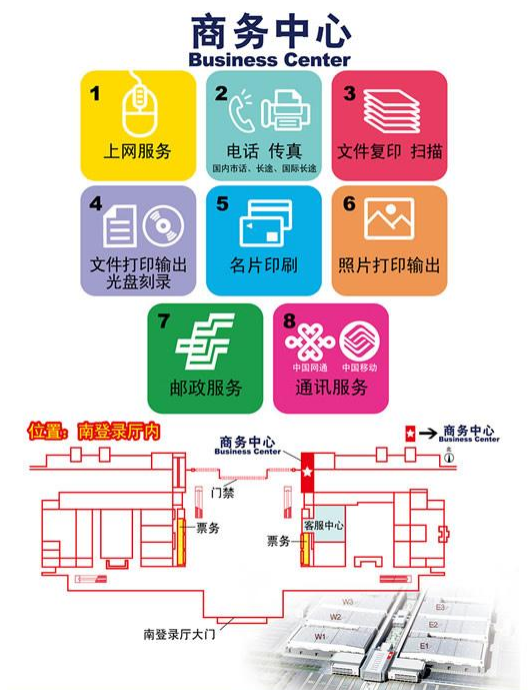 商务中心
Business Center
1
上网服务
2
电话 传真
国内市话、长途、国际长途
3
文件复印 扫描
4
文件打印输出
光盘刻录
5
名片印刷
6
照片打印输出
7
邮政服务
8
中国网通 中国移动
通讯服务
位置：南登录厅内
商务中心
Business Center
商务中心
Business Center
北
门禁
票务
票务
客服中心
南登录厅大门
W3
W2
W1
E3
E2
E1